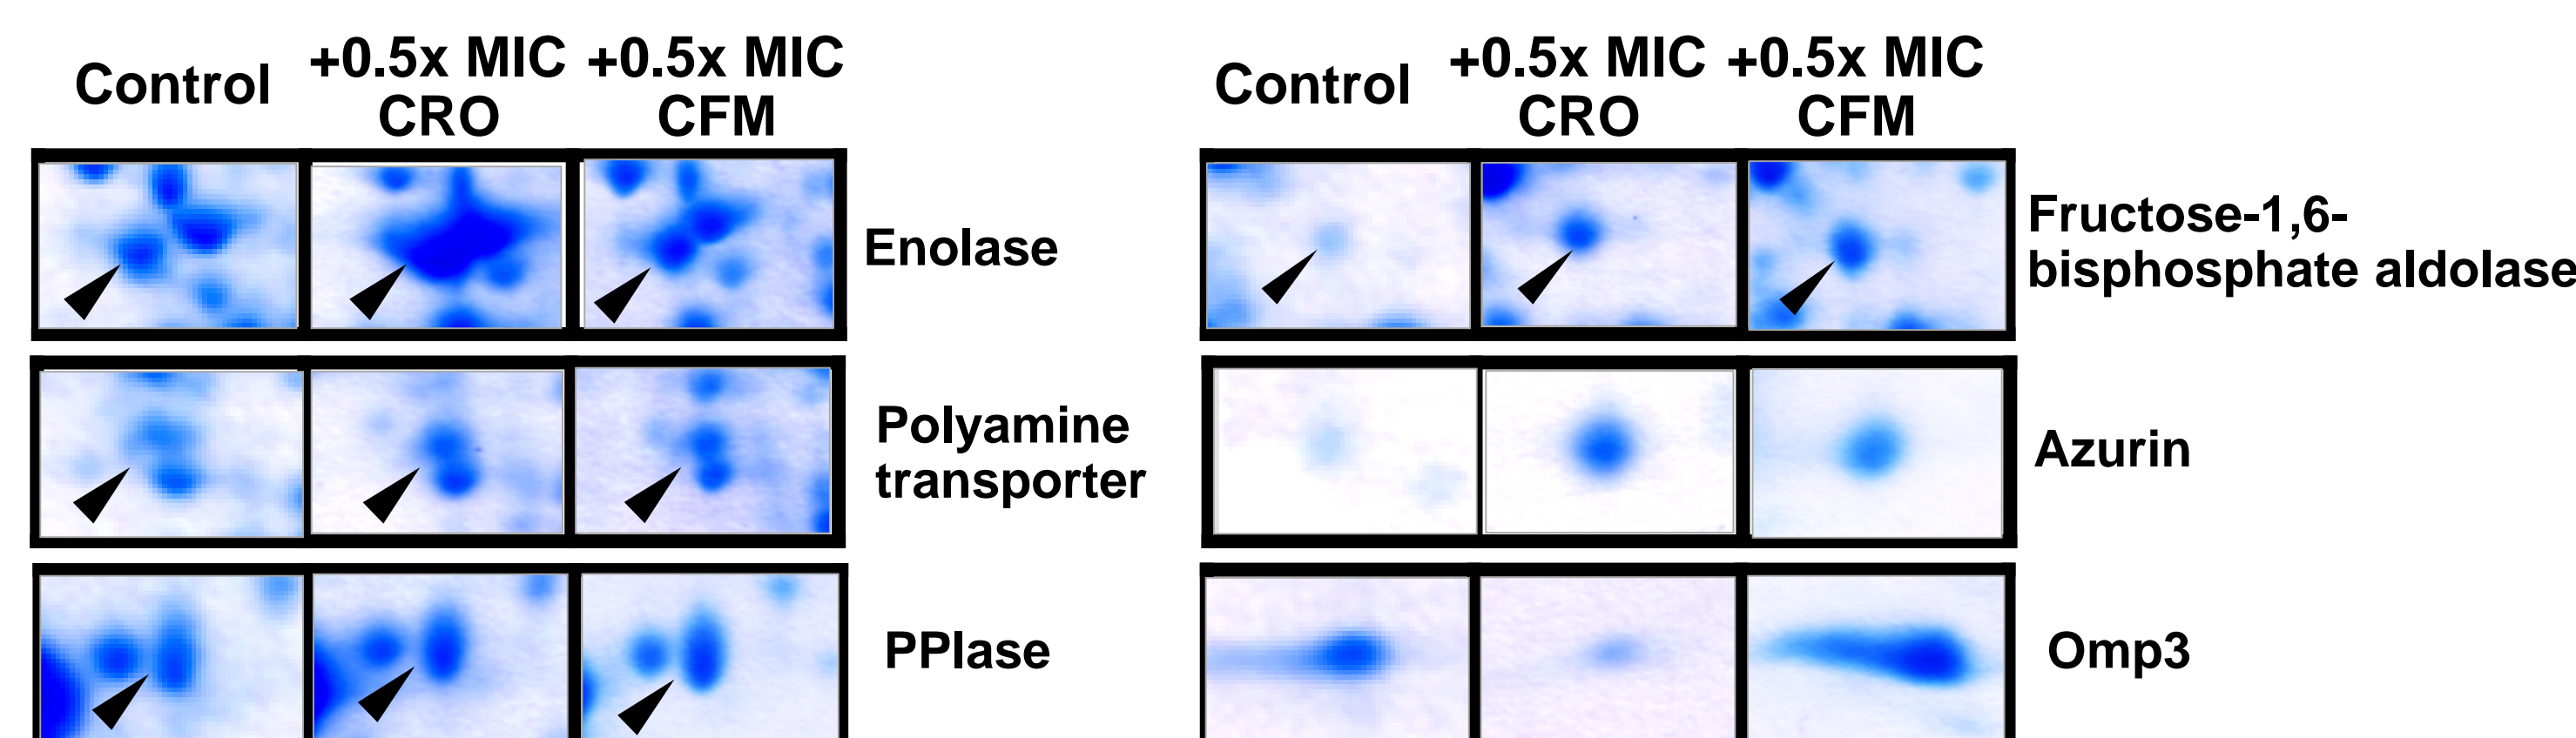 Control +0.5x MIC CRO +0.5x MIC CFM
Enolase
Polyamine
transporter
PPIase
Control +0.5x MIC CRO +0.5x MIC CFM
Fructose-1,6-
bisphosphate aldolase
Azurin
Omp3